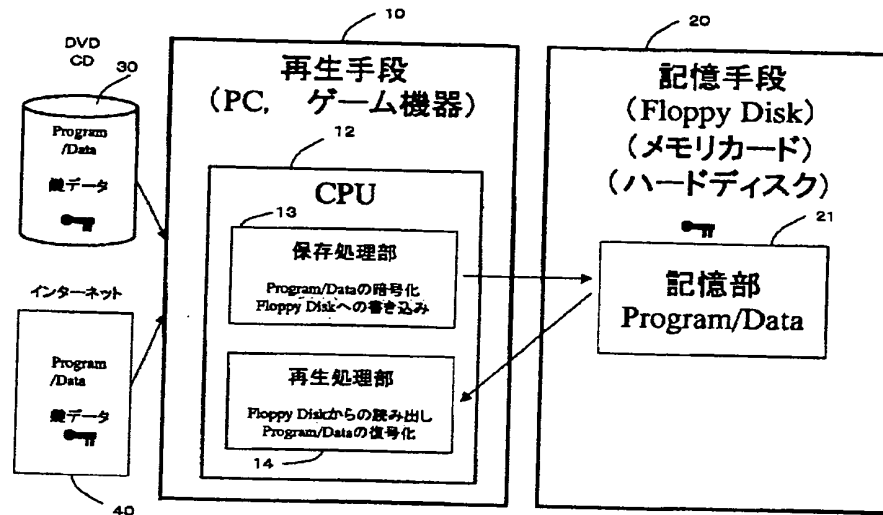 DVD
CD
30
Program
/Data
鍵データ
インターネット
Program
/Data
鍵データ
40
10
再生手段
(PC, ゲーム機器)
12
CPU
13
保存処理部
Program/Dataの暗号化
Floppy Diskへの書き込み
再生処理部
Floppy Diskからの読み出し
Program/Dataの復号化
14
20
記憶手段
(Floppy Disk)
(メモリカード)
(ハードディスク)
21
記憶部
Program/Data